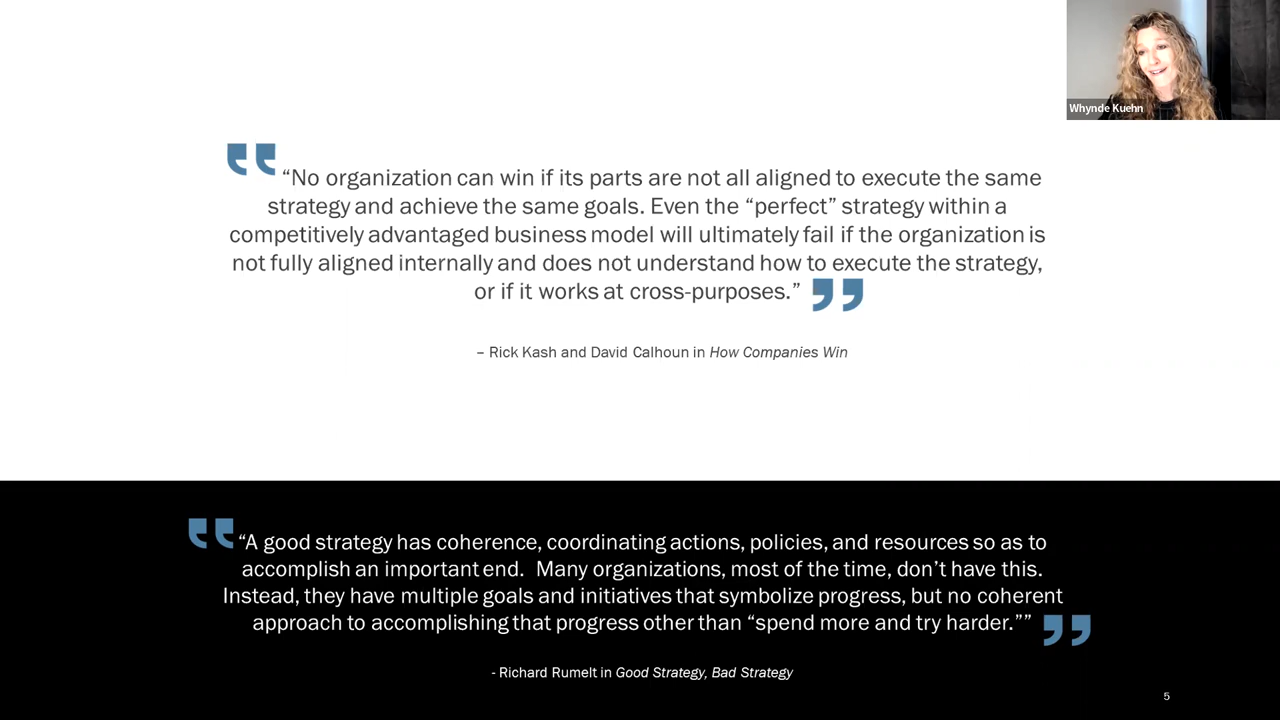 Whynde Kuehn
“No organization can win if its parts are not all aligned to execute the same
strategy and achieve the same goals. Even the “perfect” strategy within a
competitively advantaged business model will ultimately fail if the organization is
not fully aligned internally and does not understand how to execute the strategy,
or if it works at cross-purposes.”
– Rick Kash and David Calhoun in How Companies Win
“A good strategy has coherence, coordinating actions, policies, and resources so as to
accomplish an important end.  Many organizations, most of the time, don’t have this.
Instead, they have multiple goals and initiatives that symbolize progress, but no coherent
approach to accomplishing that progress other than “spend more and try harder.””
- Richard Rumelt in Good Strategy, Bad Strategy
5